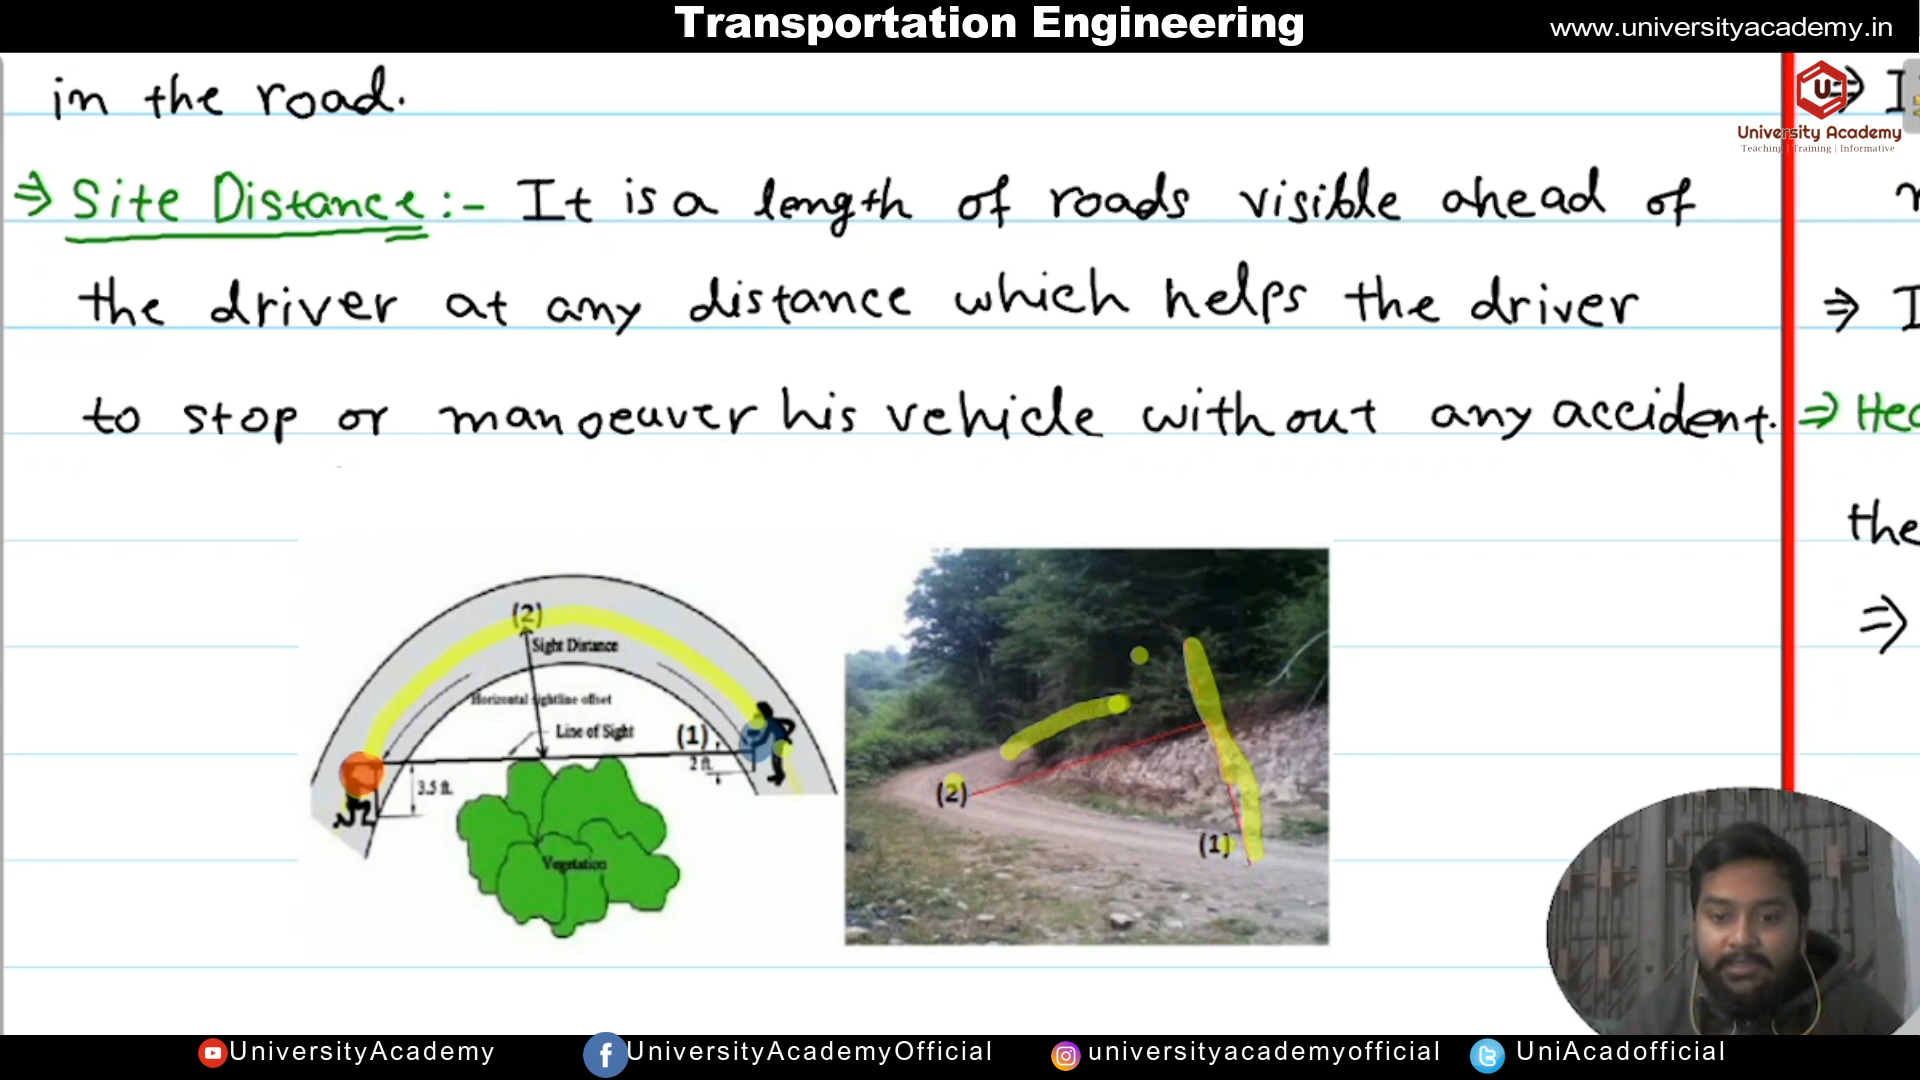 Transportation Engineering
www.universityacademy.in
in the road.
⇒ I
University Academy
Teaching | Training | Informative
⇒ Site Distance :- It is a length of roads visible ahead of
the driver at any distance which helps the driver
⇒ I
to stop or manoeuver his vehicle without any accident.
⇒ Hea
the
⇒
(2)
Sight Distance
Horizontal sightline offset
Line of Sight
(1)
2 ft.
3.5 ft.
Vegetation
(2)
(1)
UniversityAcademy
UniversityAcademyOfficial
universityacademyofficial
UniAcadofficial